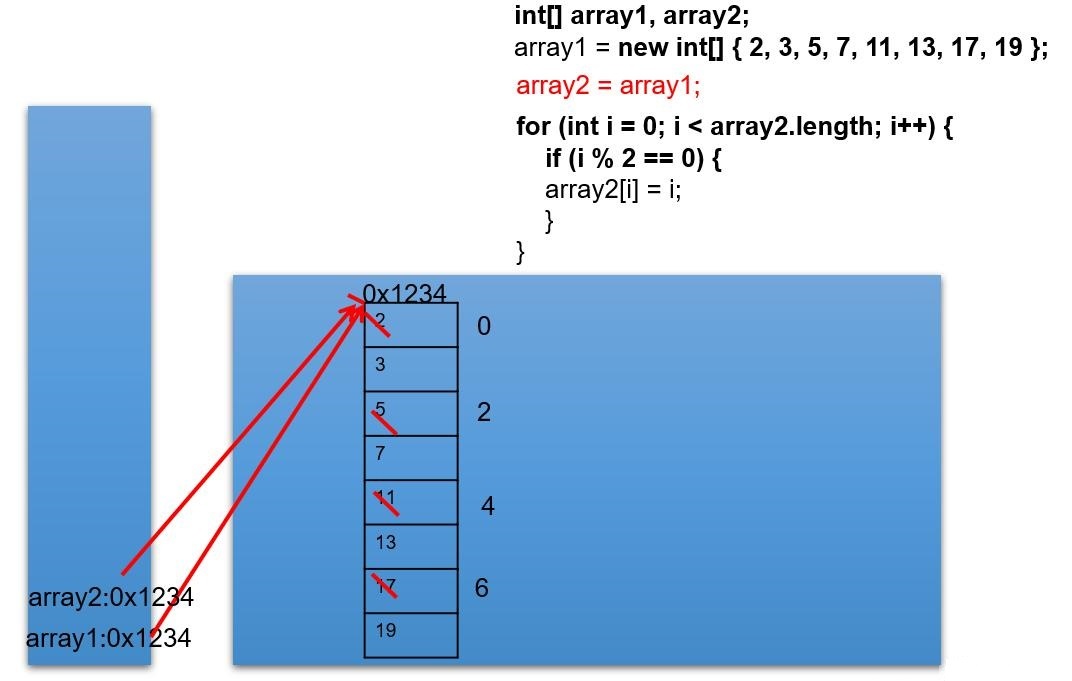 int[] array1, array2;
array1 = new int[] { 2, 3, 5, 7, 11, 13, 17, 19 };
array2 = array1;
for (int i = 0; i < array2.length; i++) {
if (i % 2 == 0) {
array2[i] = i;
}
}
0x1234
2 0
3
5 2
7
11 4
13
17 6
19
array2:0x1234
array1:0x1234